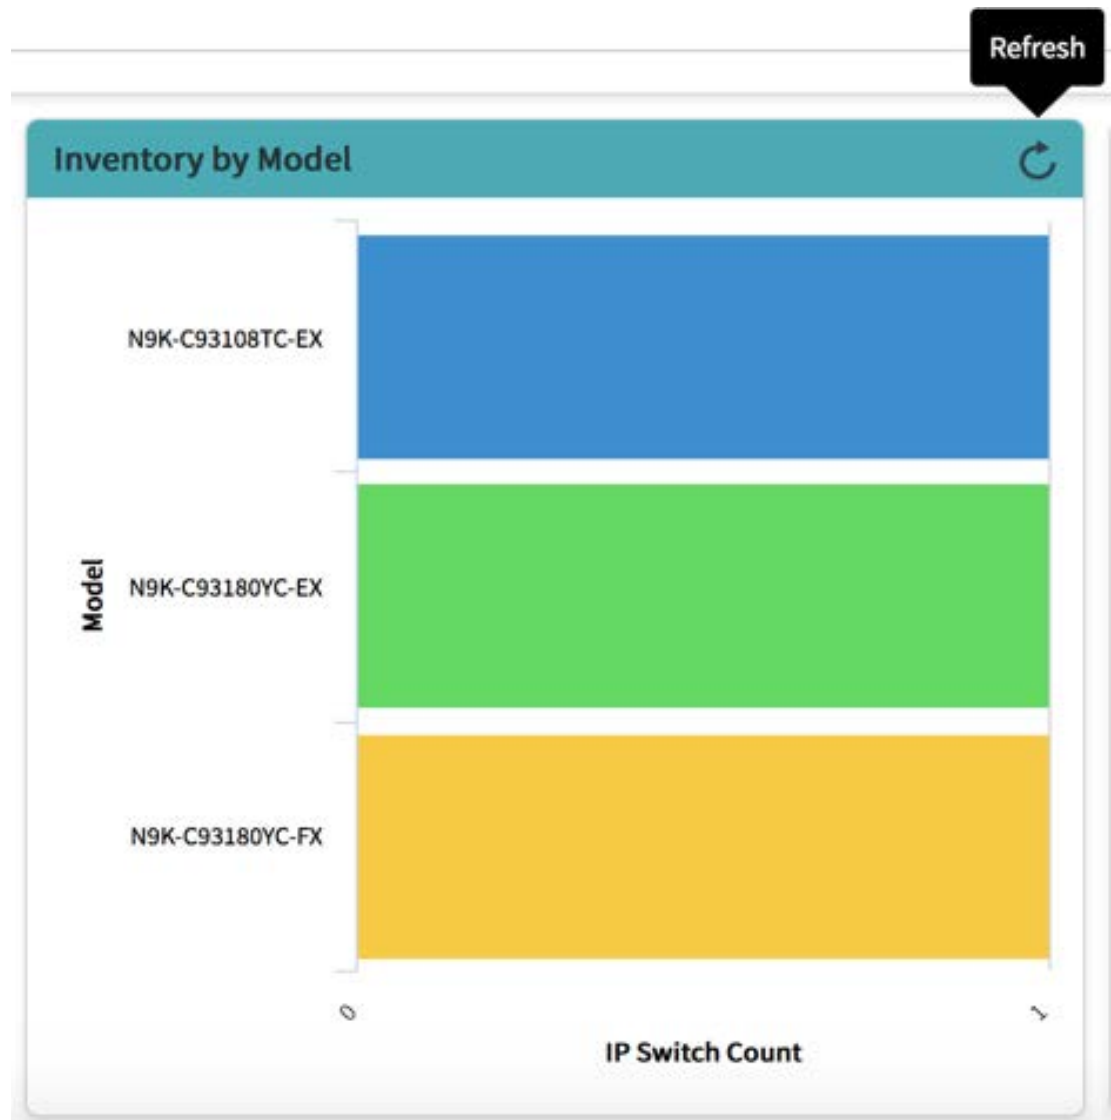 Refresh
Inventory by Model
N9K-C93108TC-EX
Model
N9K-C93180YC-EX
N9K-C93180YC-FX
0
1
IP Switch Count